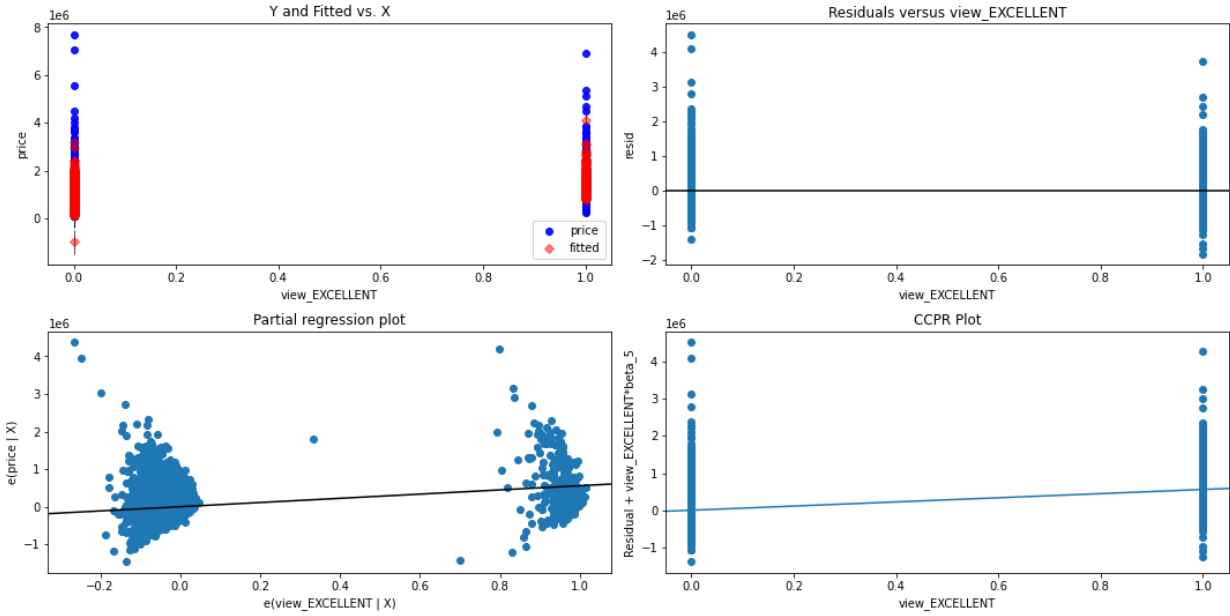 Y and Fitted vs. X
1e6
8
6
4
2
0
price
0.0 0.2 0.4 0.6 0.8 1.0
view_EXCELLENT
price
fitted
Residuals versus view_EXCELLENT
1e6
4
3
2
1
0
−1
−2
resid
0.0 0.2 0.4 0.6 0.8 1.0
view_EXCELLENT
Partial regression plot
1e6
4
3
2
1
0
−1
e(price | X)
−0.2 0.0 0.2 0.4 0.6 0.8 1.0
e(view_EXCELLENT | X)
CCPR Plot
1e6
4
3
2
1
0
−1
Residual + view_EXCELLENT*beta_5
0.0 0.2 0.4 0.6 0.8 1.0
view_EXCELLENT